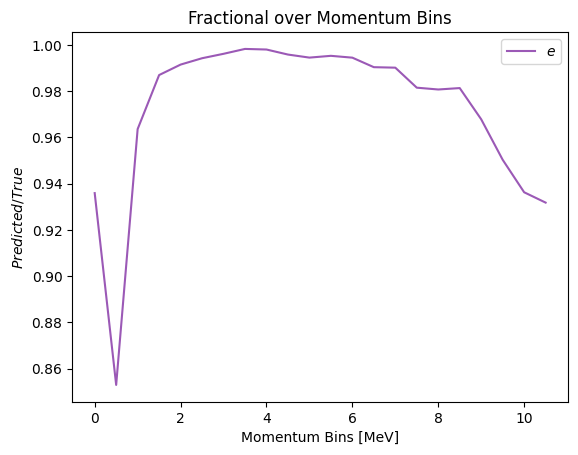 Fractional over Momentum Bins
e
Predicted/True
1.00
0.98
0.96
0.94
0.92
0.90
0.88
0.86
0 2 4 6 8 10
Momentum Bins [MeV]